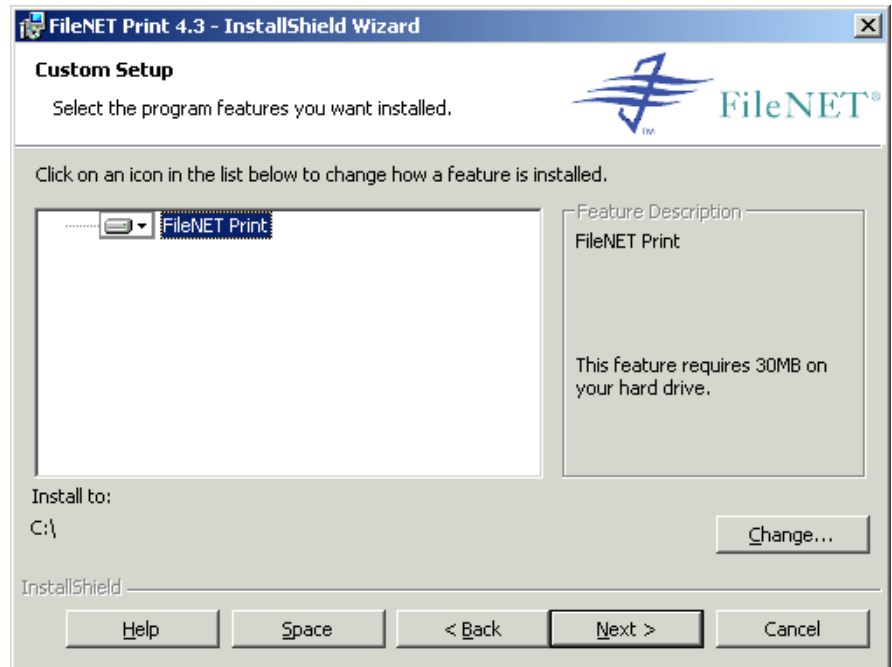 FileNET Print 4.3 - InstallShield Wizard
Custom Setup
Select the program features you want installed.
TM
FileNET®
Click on an icon in the list below to change how a feature is installed.
FileNET Print
Feature Description
FileNET Print
This feature requires 30MB on
your hard drive.
Install to:
C:\
Change...
InstallShield
Help
Space
< Back
Next >
Cancel